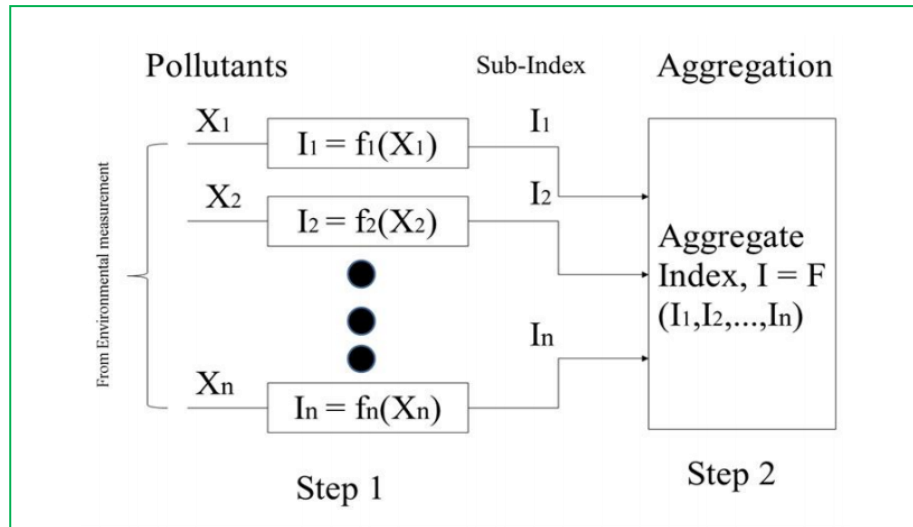 Pollutants Sub-Index Aggregation
From Environmental measurement
X1 I1 = f1(X1) I1
X2 I2 = f2(X2) I2
Xn In = fn(Xn) In
Aggregate
Index, I = F
(I1,I2,...,In)
Step 1 Step 2